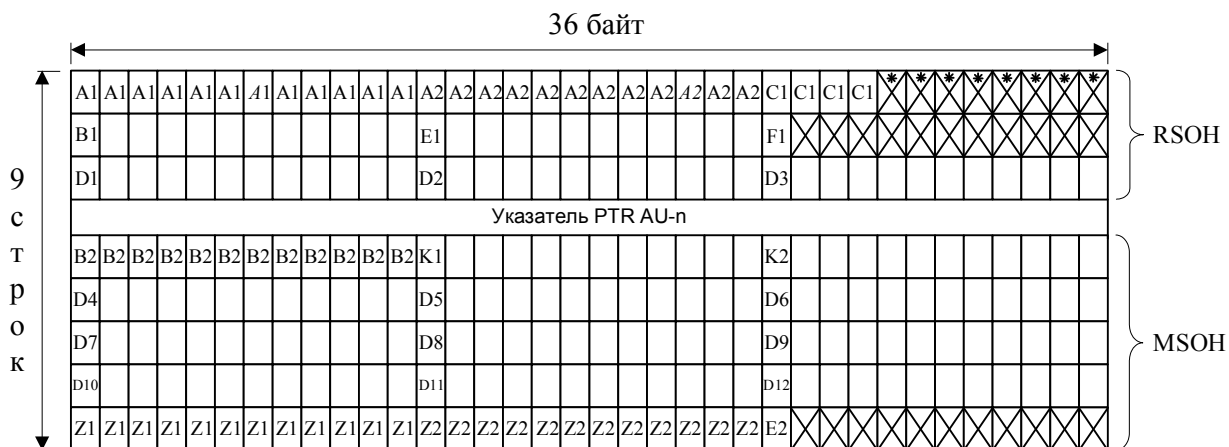 36 байт
A1 A1 A1 A1 A1 A1 A1 A1 A1 A1 A1 A1 A2 A2 A2 A2 A2 A2 A2 A2 A2 A2 A2 A2 C1 C1 C1 C1 * * * * * * * *
B1 E1 F1
RSOH
D1 D2 D3
Указатель PTR AU-n
B2 B2 B2 B2 B2 B2 B2 B2 B2 B2 B2 B2 K1 K2
D4 D5 D6
D7 D8 D9
MSOH
D10 D11 D12
Z1 Z1 Z1 Z1 Z1 Z1 Z1 Z1 Z1 Z1 Z1 Z1 Z2 Z2 Z2 Z2 Z2 Z2 Z2 Z2 Z2 Z2 Z2 Z2 E2
9 строк